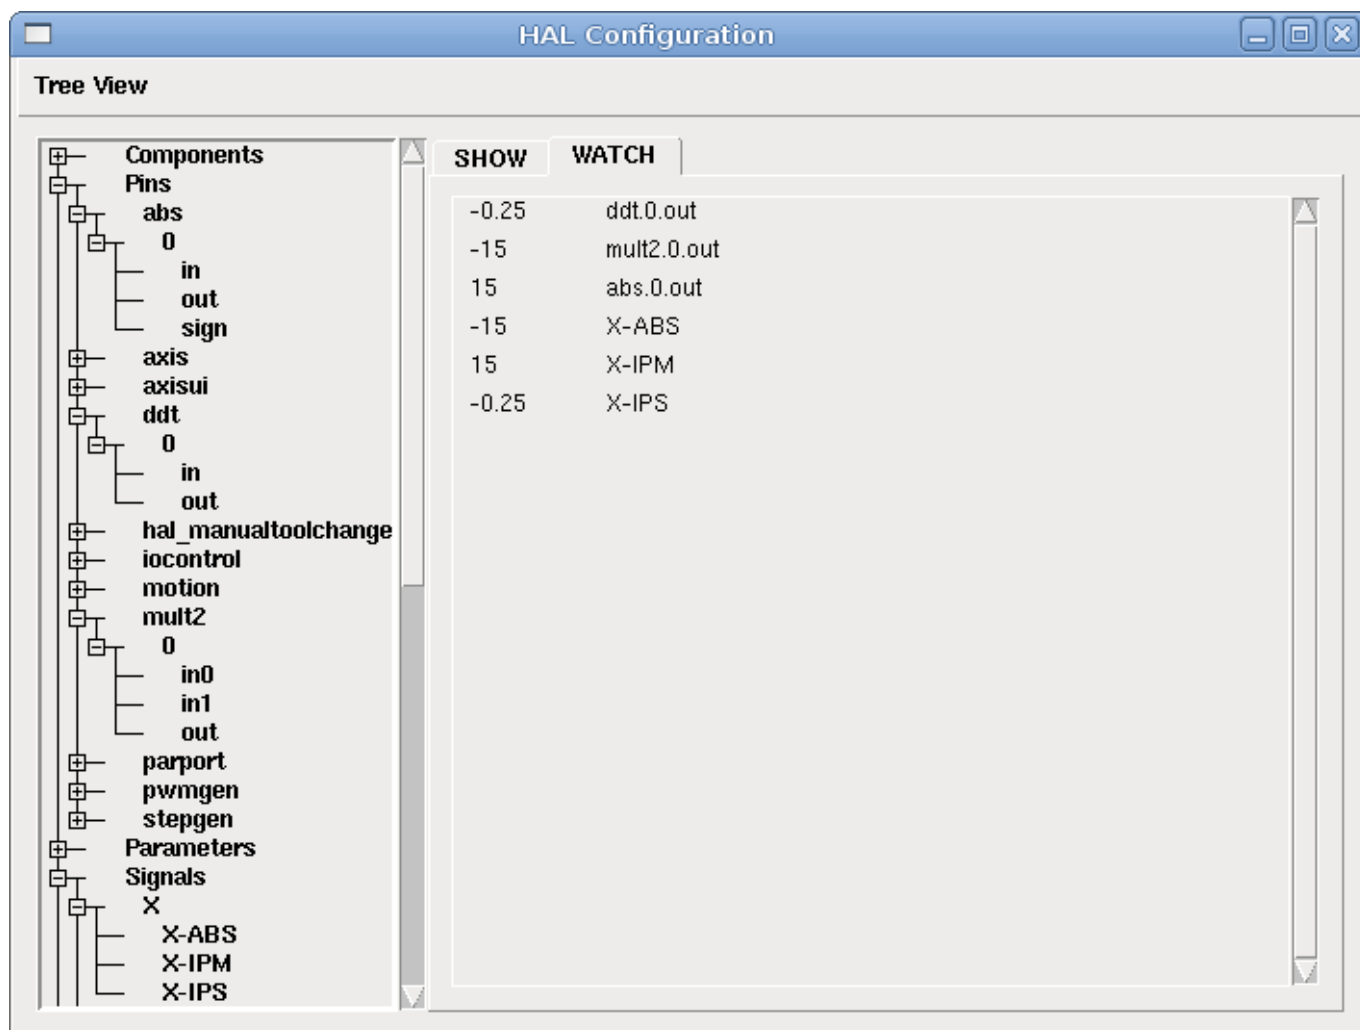 HAL Configuration
Tree View
Components
Pins
abs
0
in
out
sign
axis
axisui
ddt
0
in
out
hal_manualtoolchange
iocontrol
motion
mult2
0
in0
in1
out
parport
pwmgen
stepgen
Parameters
Signals
X
X-ABS
X-IPM
X-IPS
SHOW WATCH
-0.25 ddt.0.out
-15 mult2.0.out
15 abs.0.out
-15 X-ABS
15 X-IPM
-0.25 X-IPS